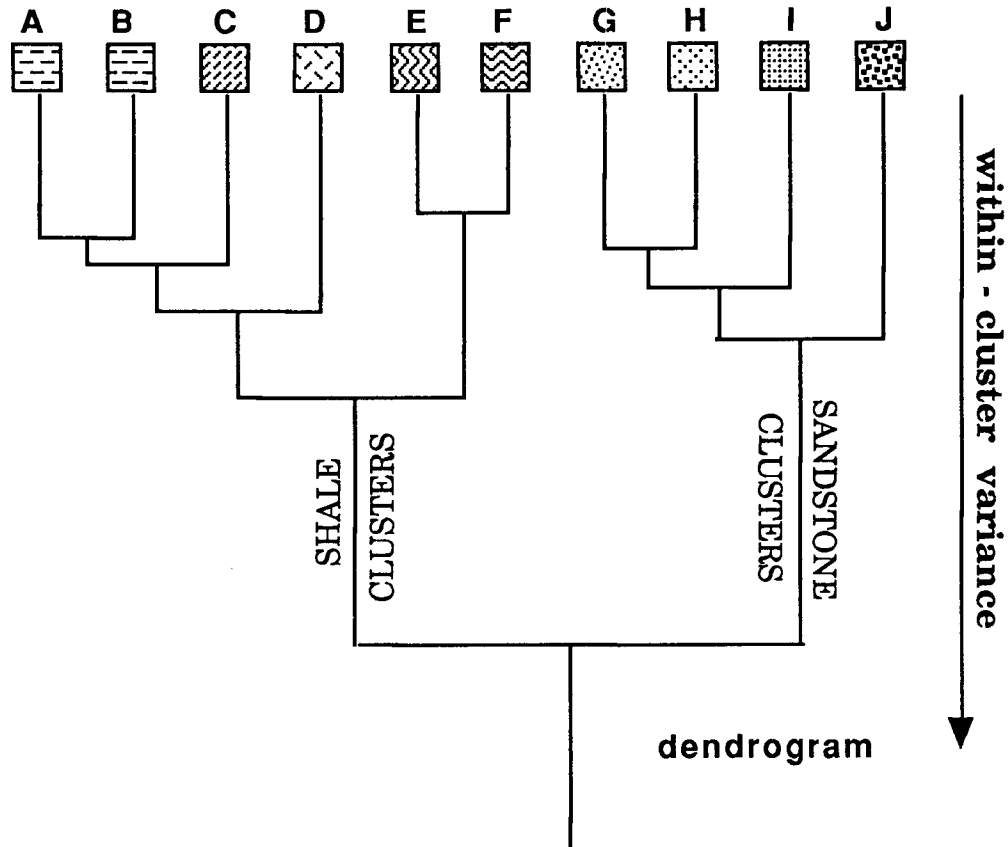 A B C D E F G H I J
within - cluster variance
SHALE
CLUSTERS
CLUSTERS
SANDSTONE
dendrogram